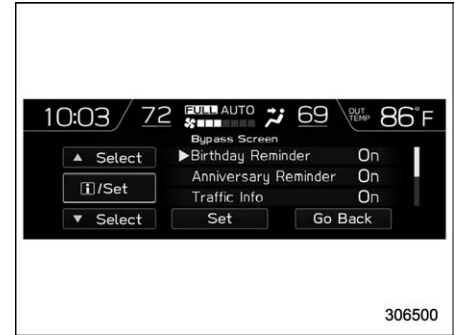 10:03 72 FULL AUTO 69 OUT TEMP 86°F
Bypass Screen
▲ Select ▶Birthday Reminder On
Anniversary Reminder On
i/Set
Traffic Info On
▼ Select Set Go Back
306500